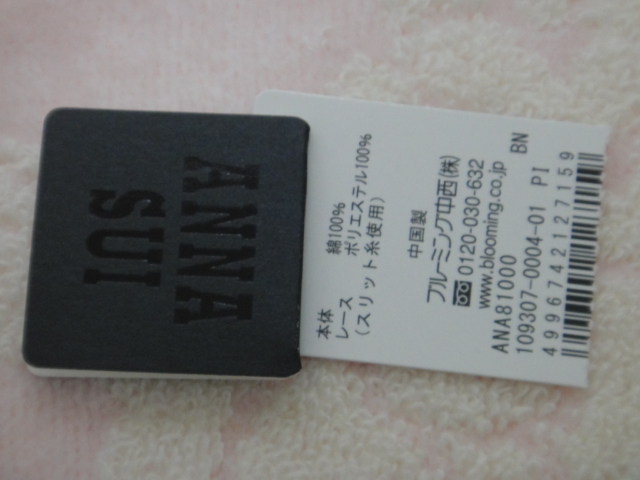 ANNA
SUI
本体 綿100%
レース ポリエステル100%
(スリット糸使用)
中国製
ブルーミング中西(株)
0120-030-632
www.blooming.co.jp
ANA81000 BN
109307-0004-01 PI
4996742127159